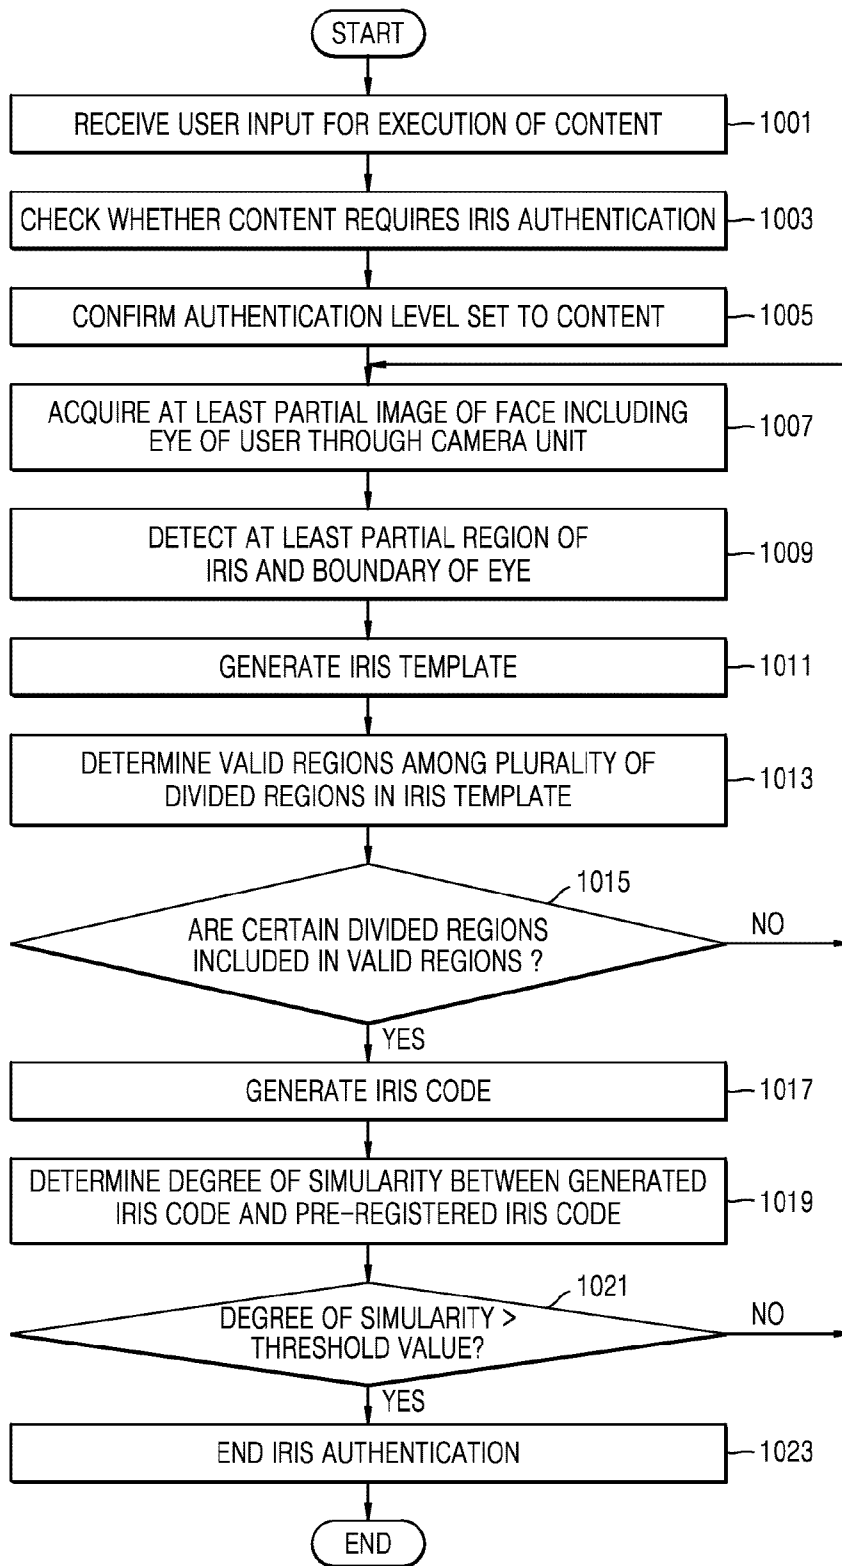 START
RECEIVE USER INPUT FOR EXECUTION OF CONTENT
1001
CHECK WHETHER CONTENT REQUIRES IRIS AUTHENTICATION
1003
CONFIRM AUTHENTICATION LEVEL SET TO CONTENT
1005
ACQUIRE AT LEAST PARTIAL IMAGE OF FACE INCLUDING
EYE OF USER THROUGH CAMERA UNIT
1007
DETECT AT LEAST PARTIAL REGION OF
IRIS AND BOUNDARY OF EYE
1009
GENERATE IRIS TEMPLATE
1011
DETERMINE VALID REGIONS AMONG PLURALITY OF
DIVIDED REGIONS IN IRIS TEMPLATE
1013
1015
ARE CERTAIN DIVIDED REGIONS
INCLUDED IN VALID REGIONS ?
NO
YES
GENERATE IRIS CODE
1017
DETERMINE DEGREE OF SIMULARITY BETWEEN GENERATED
IRIS CODE AND PRE-REGISTERED IRIS CODE
1019
1021
DEGREE OF SIMULARITY >
THRESHOLD VALUE?
NO
YES
END IRIS AUTHENTICATION
1023
END